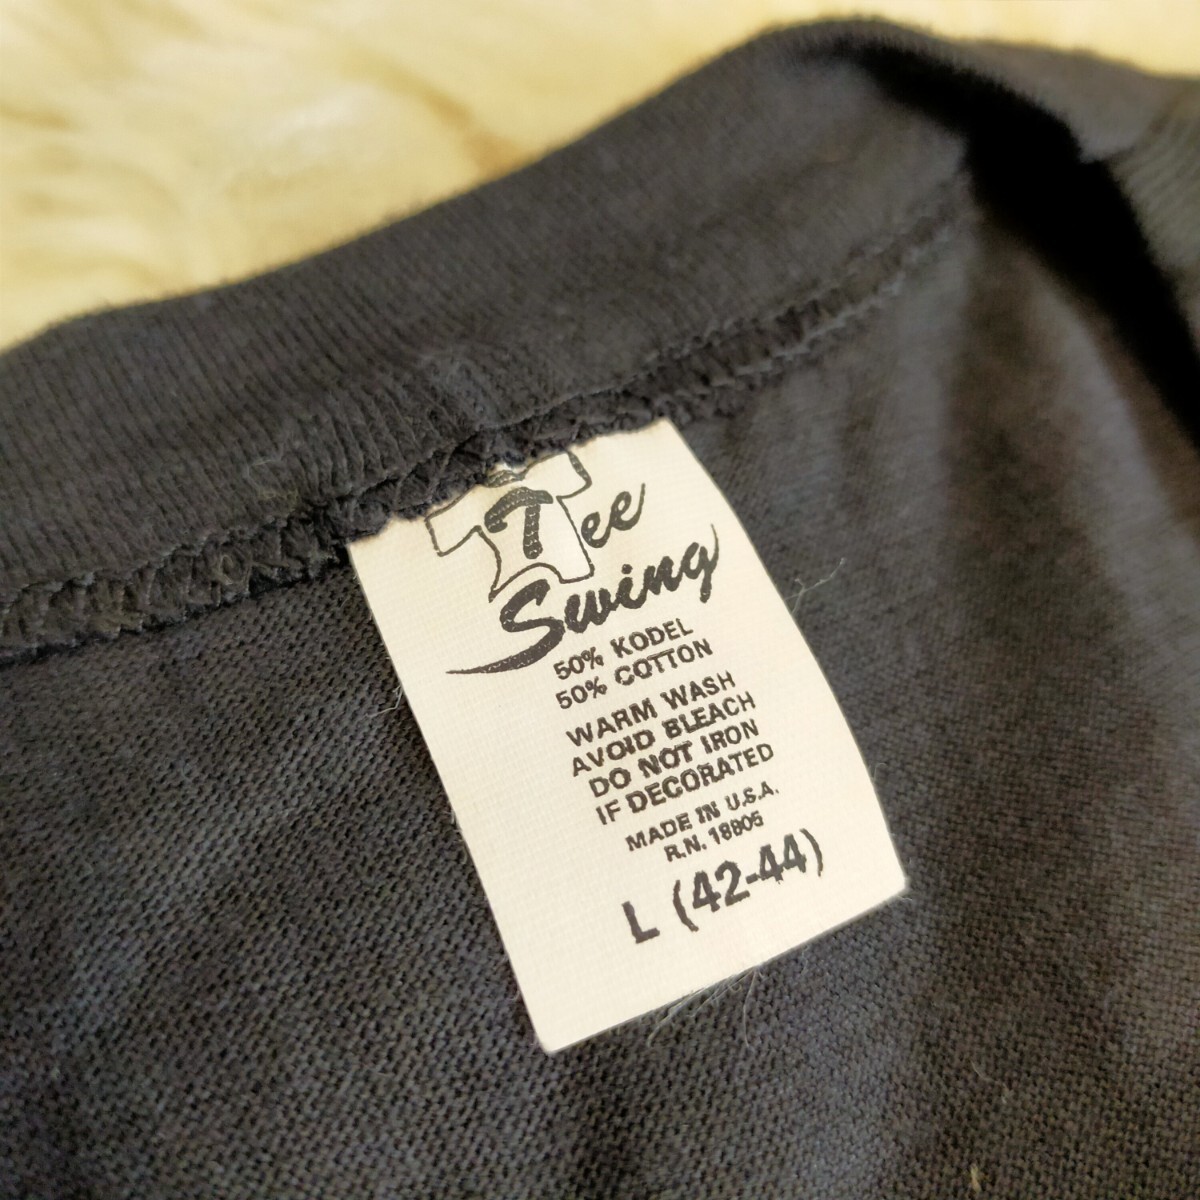 Tee
Swing
50% KODEL
50% COTTON
WARM WASH
AVOID BLEACH
DO NOT IRON
IF DECORATED
MADE IN U.S.A.
R.N. 18905
L (42-44)